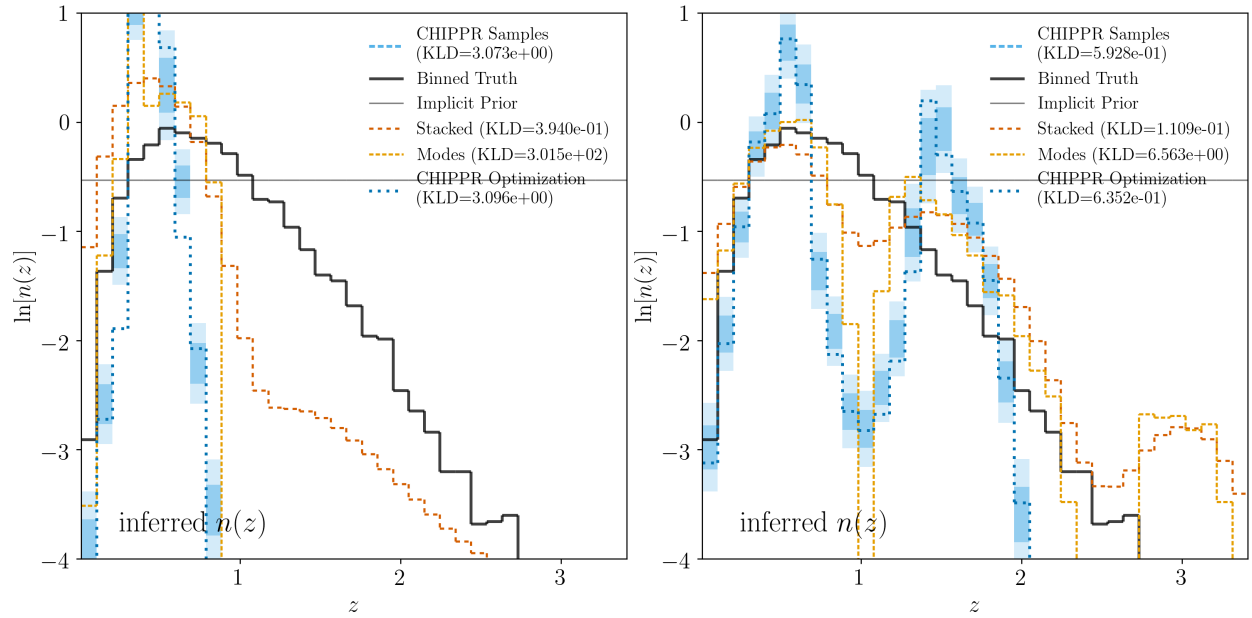 1
0
−1
−2
−3
−4
ln[n(z)]
1
2
3
z
CHIPPR Samples
(KLD=3.073e+00)
Binned Truth
Implicit Prior
Stacked (KLD=3.940e-01)
Modes (KLD=3.015e+02)
CHIPPR Optimization
(KLD=3.096e+00)
inferred n(z)
1
0
−1
−2
−3
−4
ln[n(z)]
1
2
3
z
CHIPPR Samples
(KLD=5.928e-01)
Binned Truth
Implicit Prior
Stacked (KLD=1.109e-01)
Modes (KLD=6.563e+00)
CHIPPR Optimization
(KLD=6.352e-01)
inferred n(z)